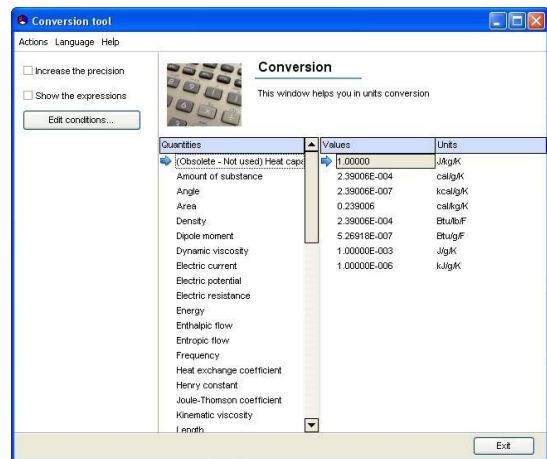 Conversion tool
Actions Language Help
Increase the precision
Show the expressions
Edit conditions...
Conversion
This window helps you in units conversion
Quantities
(Obsolete - Not used) Heat capa
Amount of substance
Angle
Area
Density
Dipole moment
Dynamic viscosity
Electric current
Electric potential
Electric resistance
Energy
Enthalpic flow
Entropic flow
Frequency
Heat exchange coefficient
Henry constant
Joule-Thomson coefficient
Kinematic viscosity
Length
Values Units
1.00000 J/kg/K
2.39006E-004 cal/g/K
2.39006E-007 kcal/g/K
0.239006 cal/kg/K
2.39006E-004 Btu/lb/F
5.26918E-007 Btu/g/F
1.00000E-003 J/g/K
1.00000E-006 kJ/g/K
Exit